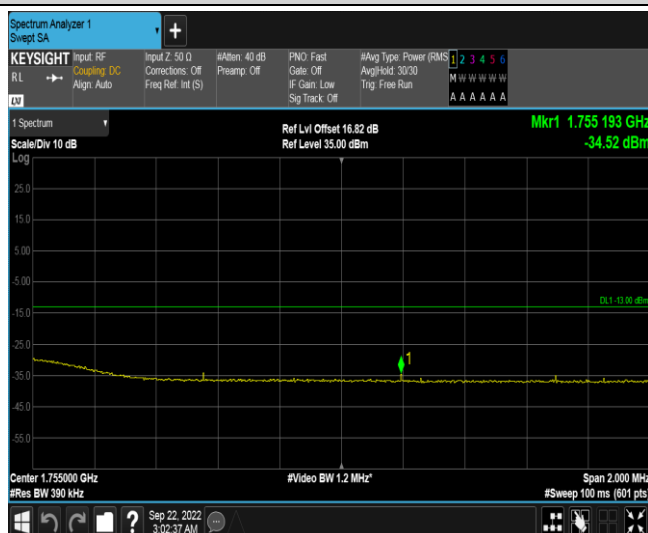 Spectrum Analyzer 1
Swept SA
+
KEYSIGHT
RL
Input: RF
Coupling: DC
Align: Auto
Input Z: 50 Ω
Corrections: Off
Freq Ref: Int (S)
#Atten: 40 dB
Preamp: Off
PNO: Fast
Gate: Off
IF Gain: Low
Sig Track: Off
#Avg Type: Power (RMS
Avg|Hold: 30/30
Trig: Free Run
1 2 3 4 5 6
M W W W W W
A A A A A A
LXI
1 Spectrum
Scale/Div 10 dB
Ref Lvl Offset 16.82 dB
Ref Level 35.00 dBm
Mkr1 1.755 193 GHz
-34.52 dBm
Log
25.0
15.0
5.00
-5.00
DL1 -13.00 dBm
-15.0
-25.0
1
-35.0
-45.0
-55.0
Center 1.755000 GHz
#Res BW 390 kHz
#Video BW 1.2 MHz*
Span 2.000 MHz
#Sweep 100 ms (601 pts)
?
Sep 22, 2022
3:02:37 AM